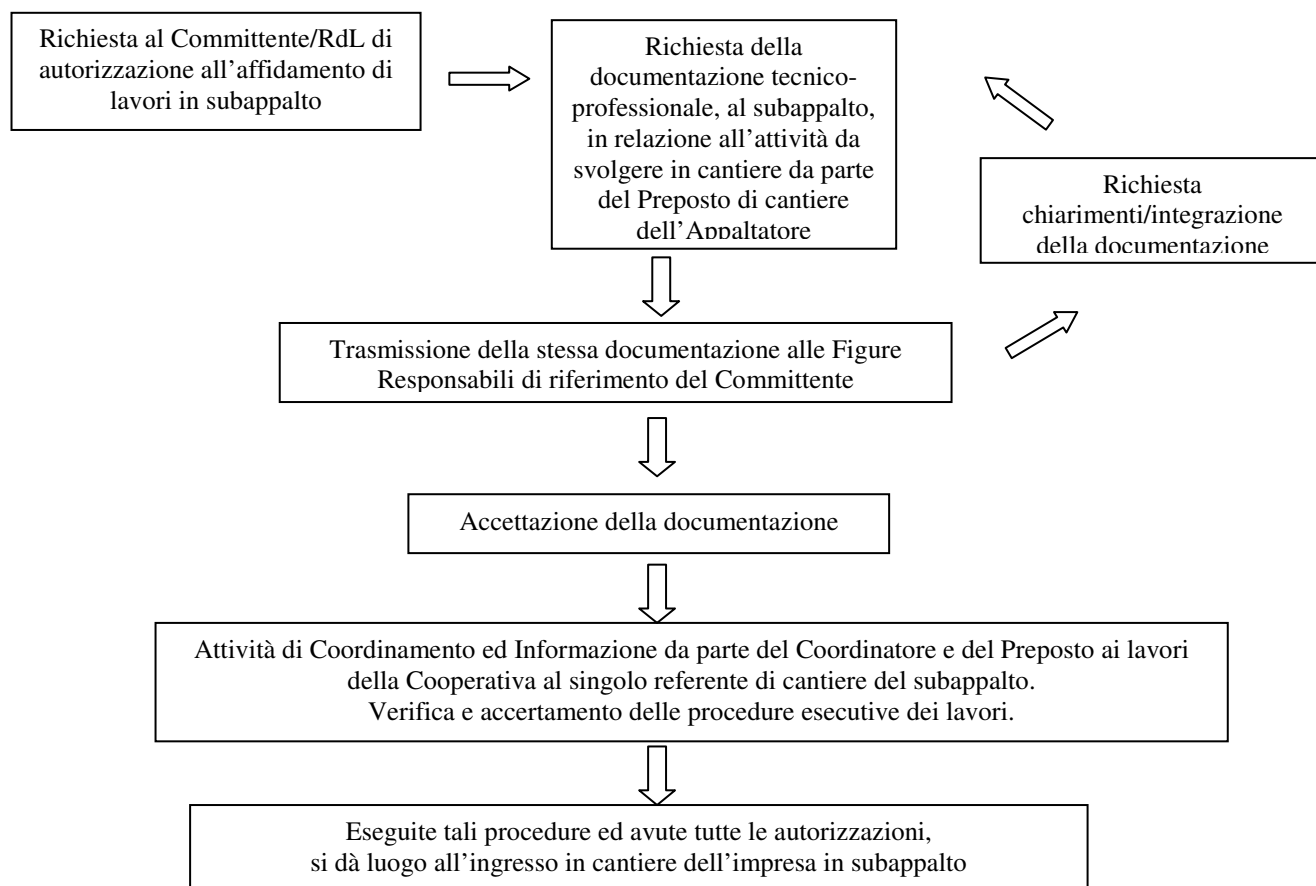 Richiesta al Committente/RdL di
autorizzazione all’affidamento di
lavori in subappalto
Richiesta della
documentazione tecnico-
professionale, al subappalto,
in relazione all’attività da
svolgere in cantiere da parte
del Preposto di cantiere
dell’Appaltatore
Richiesta
chiarimenti/integrazione
della documentazione
Trasmissione della stessa documentazione alle Figure
Responsabili di riferimento del Committente
Accettazione della documentazione
Attività di Coordinamento ed Informazione da parte del Coordinatore e del Preposto ai lavori
della Cooperativa al singolo referente di cantiere del subappalto.
Verifica e accertamento delle procedure esecutive dei lavori.
Eseguite tali procedure ed avute tutte le autorizzazioni,
si dà luogo all’ingresso in cantiere dell’impresa in subappalto